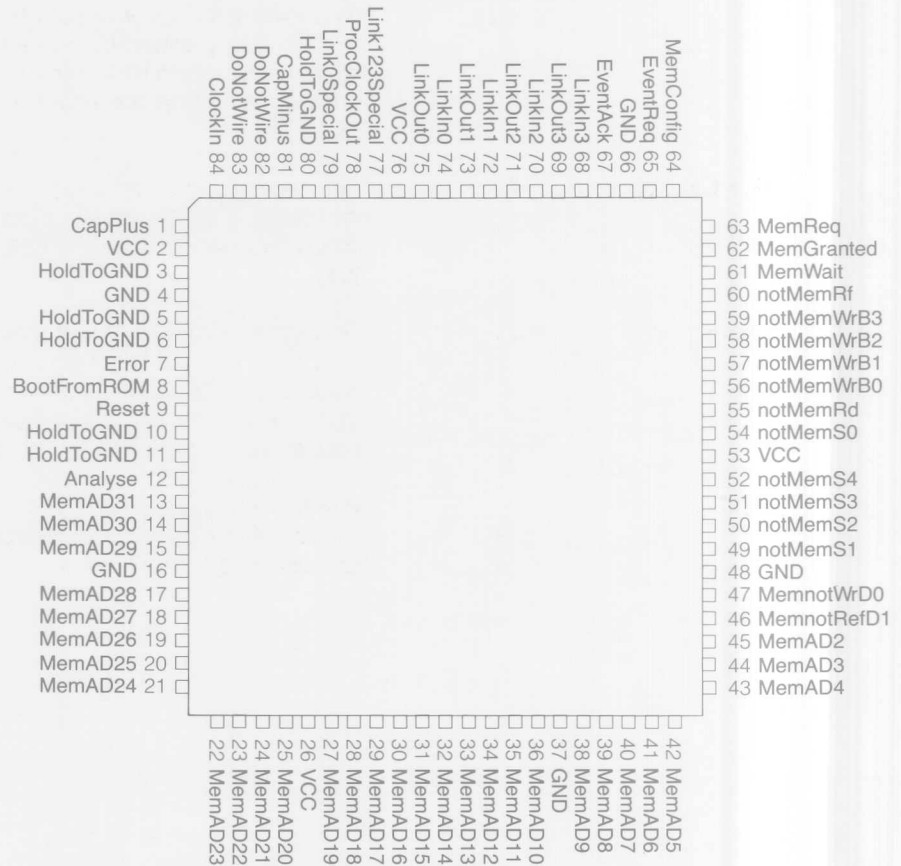 ClockIn 84
DoNotWire 83
DoNotWire 82
CapMinus 81
HoldToGND 80
Link0Special 79
ProcClockOut 78
Link123Special 77
VCC 76
LinkOut0 75
LinkIn0 74
LinkOut1 73
LinkIn1 72
LinkOut2 71
LinkIn2 70
LinkOut3 69
LinkIn3 68
EventAck 67
GND 66
EventReq 65
MemConfig 64
CapPlus 1
VCC 2
HoldToGND 3
GND 4
HoldToGND 5
HoldToGND 6
Error 7
BootFromROM 8
Reset 9
HoldToGND 10
HoldToGND 11
Analyse 12
MemAD31 13
MemAD30 14
MemAD29 15
GND 16
MemAD28 17
MemAD27 18
MemAD26 19
MemAD25 20
MemAD24 21
63 MemReq
62 MemGranted
61 MemWait
60 notMemRf
59 notMemWrB3
58 notMemWrB2
57 notMemWrB1
56 notMemWrB0
55 notMemRd
54 notMemS0
53 VCC
52 notMemS4
51 notMemS3
50 notMemS2
49 notMemS1
48 GND
47 MemnotWrD0
46 MemnotRefD1
45 MemAD2
44 MemAD3
43 MemAD4
22 MemAD23
23 MemAD22
24 MemAD21
25 MemAD20
26 VCC
27 MemAD19
28 MemAD18
29 MemAD17
30 MemAD16
31 MemAD15
32 MemAD14
33 MemAD13
34 MemAD12
35 MemAD11
36 MemAD10
37 GND
38 MemAD9
39 MemAD8
40 MemAD7
41 MemAD6
42 MemAD5